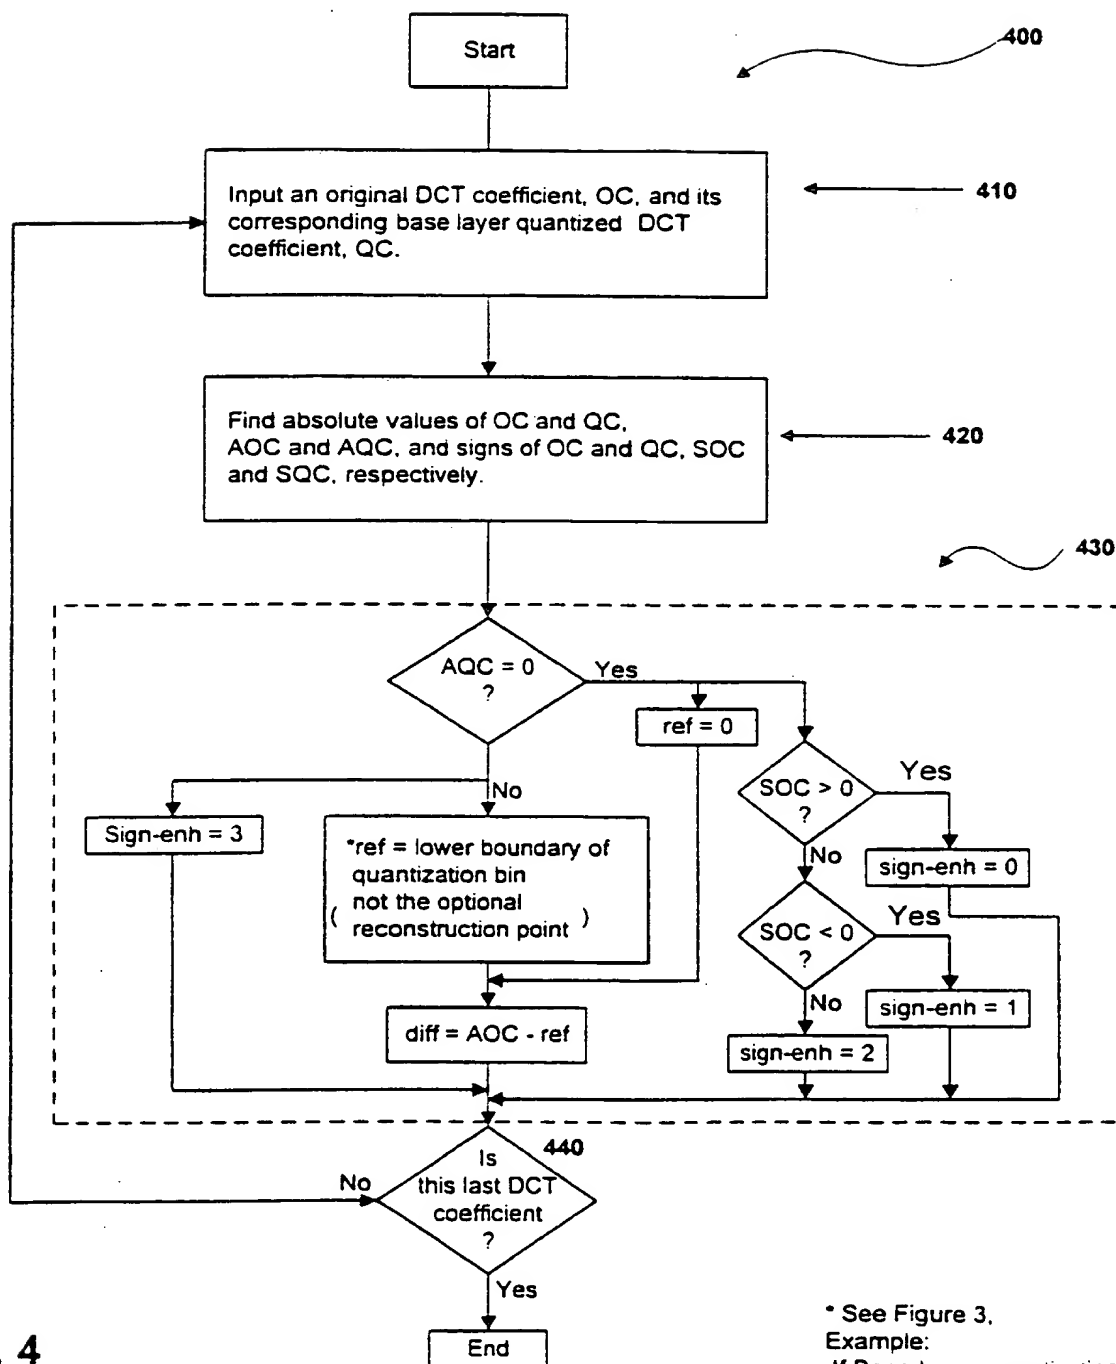 Start
400
Input an original DCT coefficient, OC, and its
corresponding base layer quantized DCT
coefficient, QC.
410
Find absolute values of OC and QC,
AOC and AQC, and signs of OC and QC, SOC
and SQC, respectively.
420
430
AQC = 0
?
Yes
ref = 0
SOC > 0
?
Yes
No
Sign-enh = 3
*ref = lower boundary of
quantization bin
( not the optional
reconstruction point )
No
sign-enh = 0
SOC < 0
?
Yes
No
sign-enh = 1
diff = AOC - ref
sign-enh = 2
440
Is
this last DCT
coefficient
?
No
Yes
End
4
* See Figure 3,
Example: